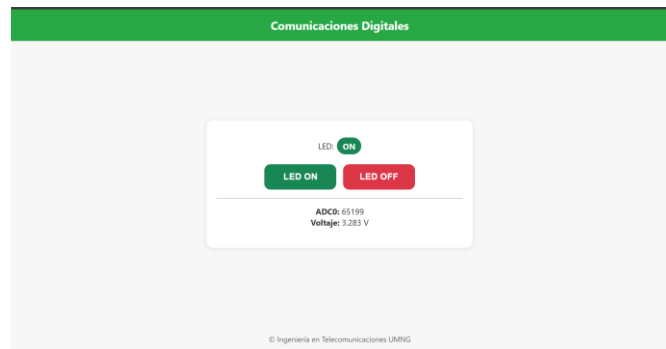 Comunicaciones Digitales
LED: ON
LED ON LED OFF
ADC0: 65199
Voltaje: 3.283 V
© Ingeniería en Telecomunicaciones UMNG